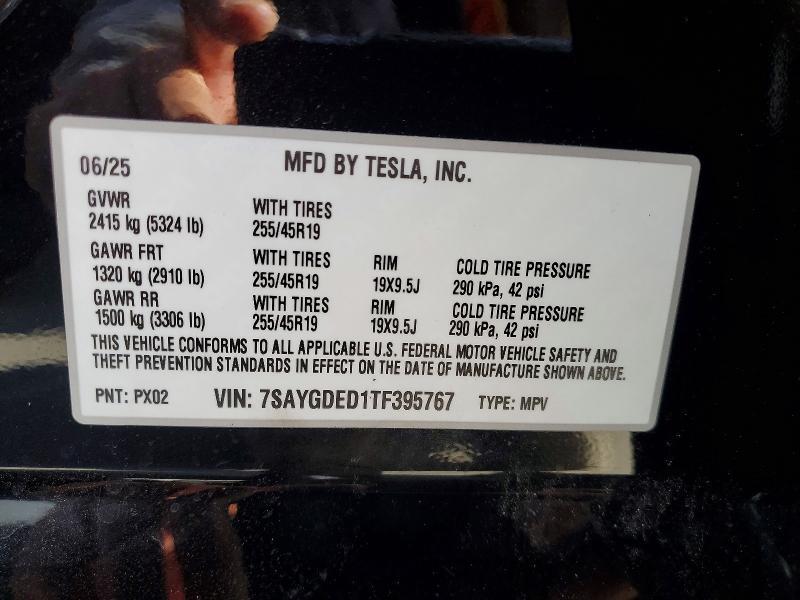 06/25 MFD BY TESLA, INC.
GVWR WITH TIRES
2415 kg (5324 lb) 255/45R19
GAWR FRT WITH TIRES RIM COLD TIRE PRESSURE
1320 kg (2910 lb) 255/45R19 19X9.5J 290 kPa, 42 psi
GAWR RR WITH TIRES RIM COLD TIRE PRESSURE
1500 kg (3306 lb) 255/45R19 19X9.5J 290 kPa, 42 psi
THIS VEHICLE CONFORMS TO ALL APPLICABLE U.S. FEDERAL MOTOR VEHICLE SAFETY AND
THEFT PREVENTION STANDARDS IN EFFECT ON THE DATE OF MANUFACTURE SHOWN ABOVE.
PNT: PX02 VIN: 7SAYGDED1TF395767 TYPE: MPV